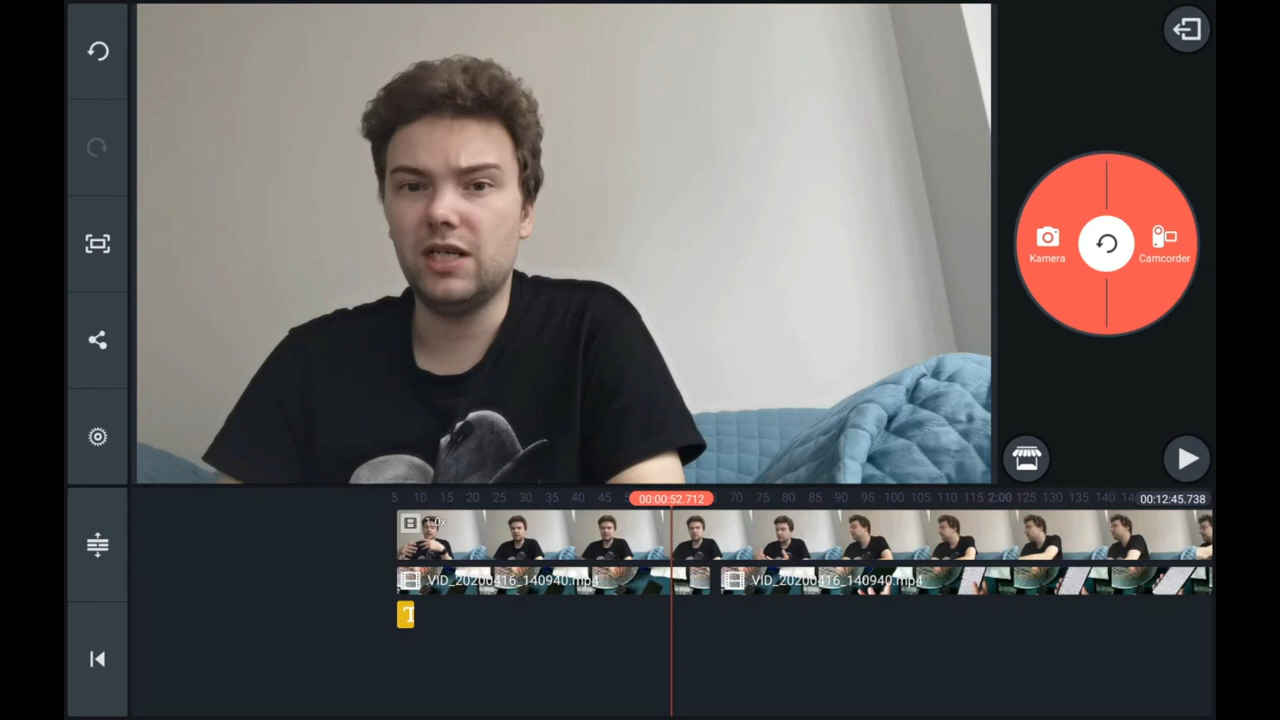 Kamera
Camcorder
5 10 15 20 25 30 35 40 45 00:00:52.712 70 75 80 85 90 95 100 105 110 115 2:00 125 130 135 140 00:12:45.738
1.0x
VID_20200416_140940.mp4 VID_20200416_140940.mp4
T